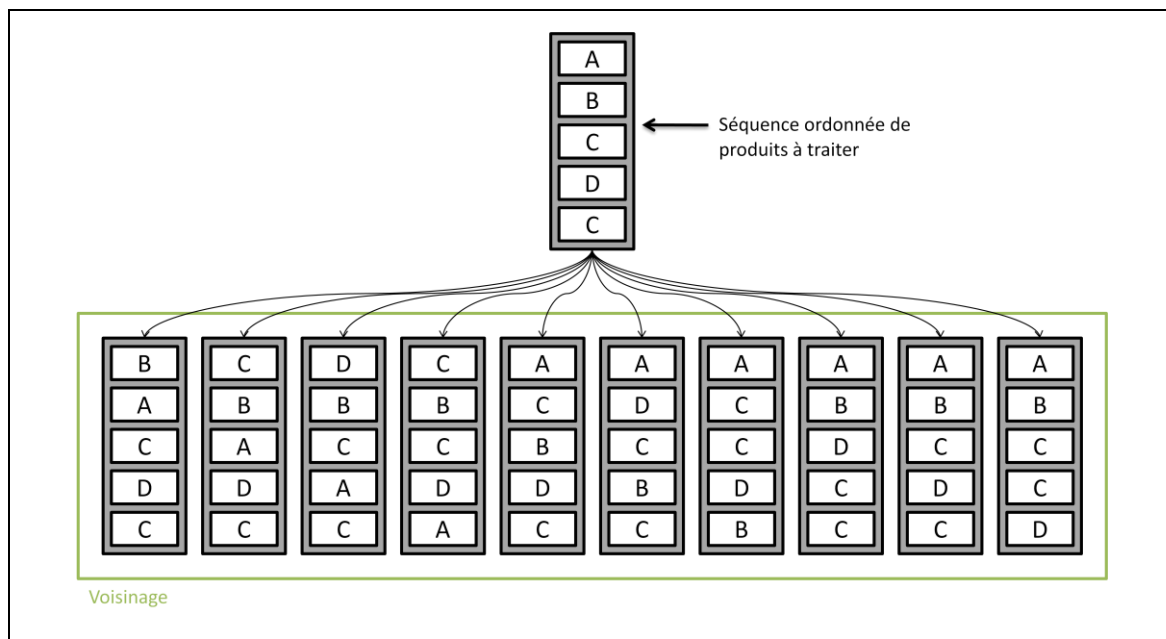 A
B
C
D
C
Séquence ordonnée de
produits à traiter
B C D C A A A A A A
A B B B C D C B B B
C A C C B C C D C C
D D A D D B D C D C
C C C A C C B C C D
Voisinage